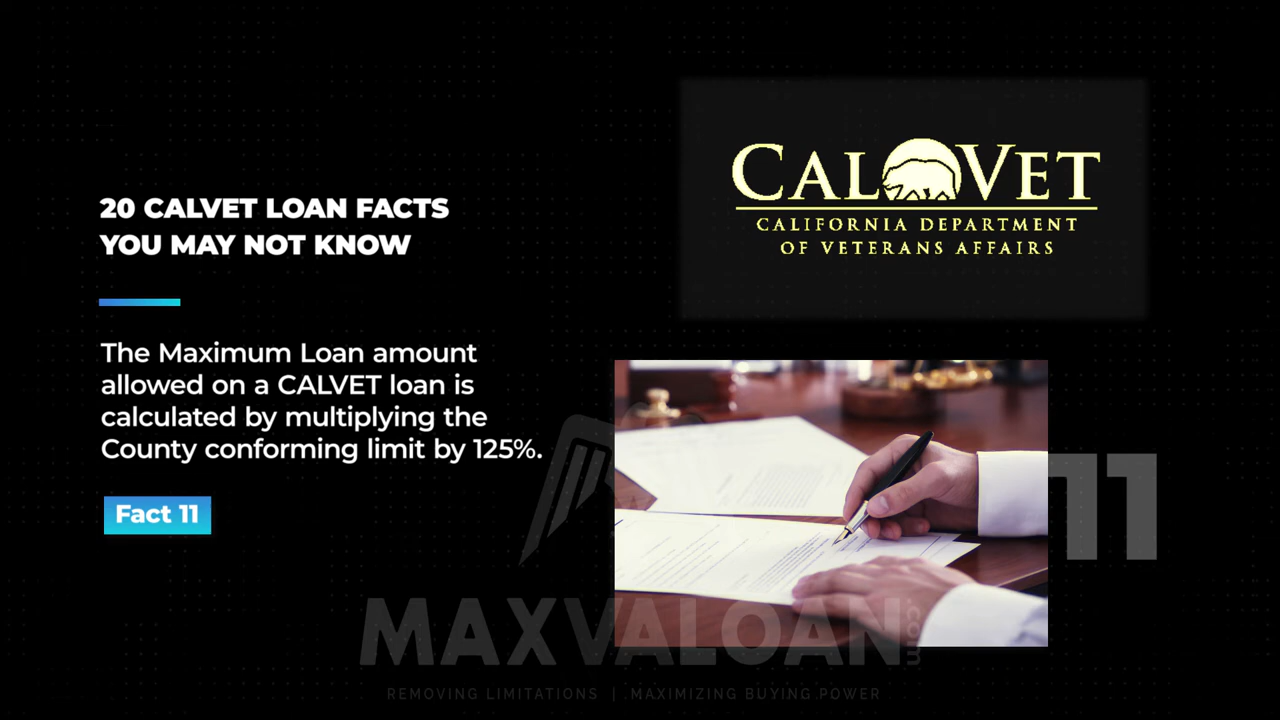 20 CALVET LOAN FACTS
YOU MAY NOT KNOW
The Maximum Loan amount
allowed on a CALVET loan is
calculated by multiplying the
County conforming limit by 125%.
Fact 11
CAL VET
CALIFORNIA DEPARTMENT
OF VETERANS AFFAIRS
11
MAXVALOAN.com
REMOVING LIMITATIONS | MAXIMIZING BUYING POWER